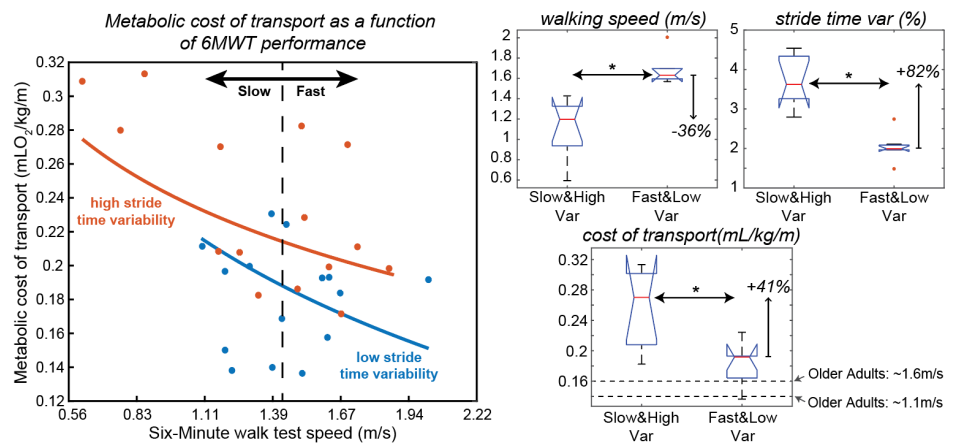 Metabolic cost of transport as a function
of 6MWT performance
Metabolic cost of transport (mLO2/kg/m)
0.32
0.3
0.28
0.26
0.24
0.22
0.2
0.18
0.16
0.14
0.12
Slow
Fast
high stride
time variability
low stride
time variability
0.56
0.83
1.11
1.39
1.67
1.94
2.22
Six-Minute walk test speed (m/s)
walking speed (m/s)
2
1.8
1.6
1.4
1.2
1
0.8
0.6
*
-36%
Slow&High
Var
Fast&Low
Var
stride time var (%)
5
4
3
2
1
*
+82%
Slow&High
Var
Fast&Low
Var
cost of transport(mL/kg/m)
0.32
0.28
0.24
0.2
0.16
*
+41%
Older Adults: ~1.6m/s
Older Adults: ~1.1m/s
Slow&High
Var
Fast&Low
Var